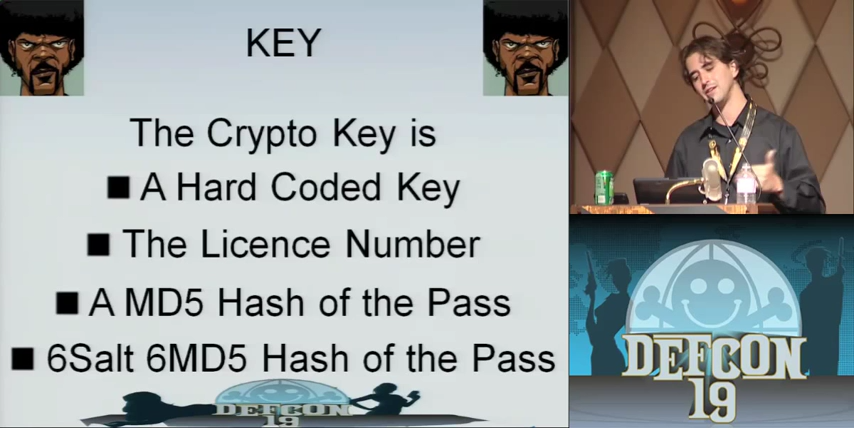 KEY
The Crypto Key is
■ A Hard Coded Key
■ The Licence Number
■ A MD5 Hash of the Pass
■ 6Salt 6MD5 Hash of the Pass
DEFCON
19
DEFCON
19